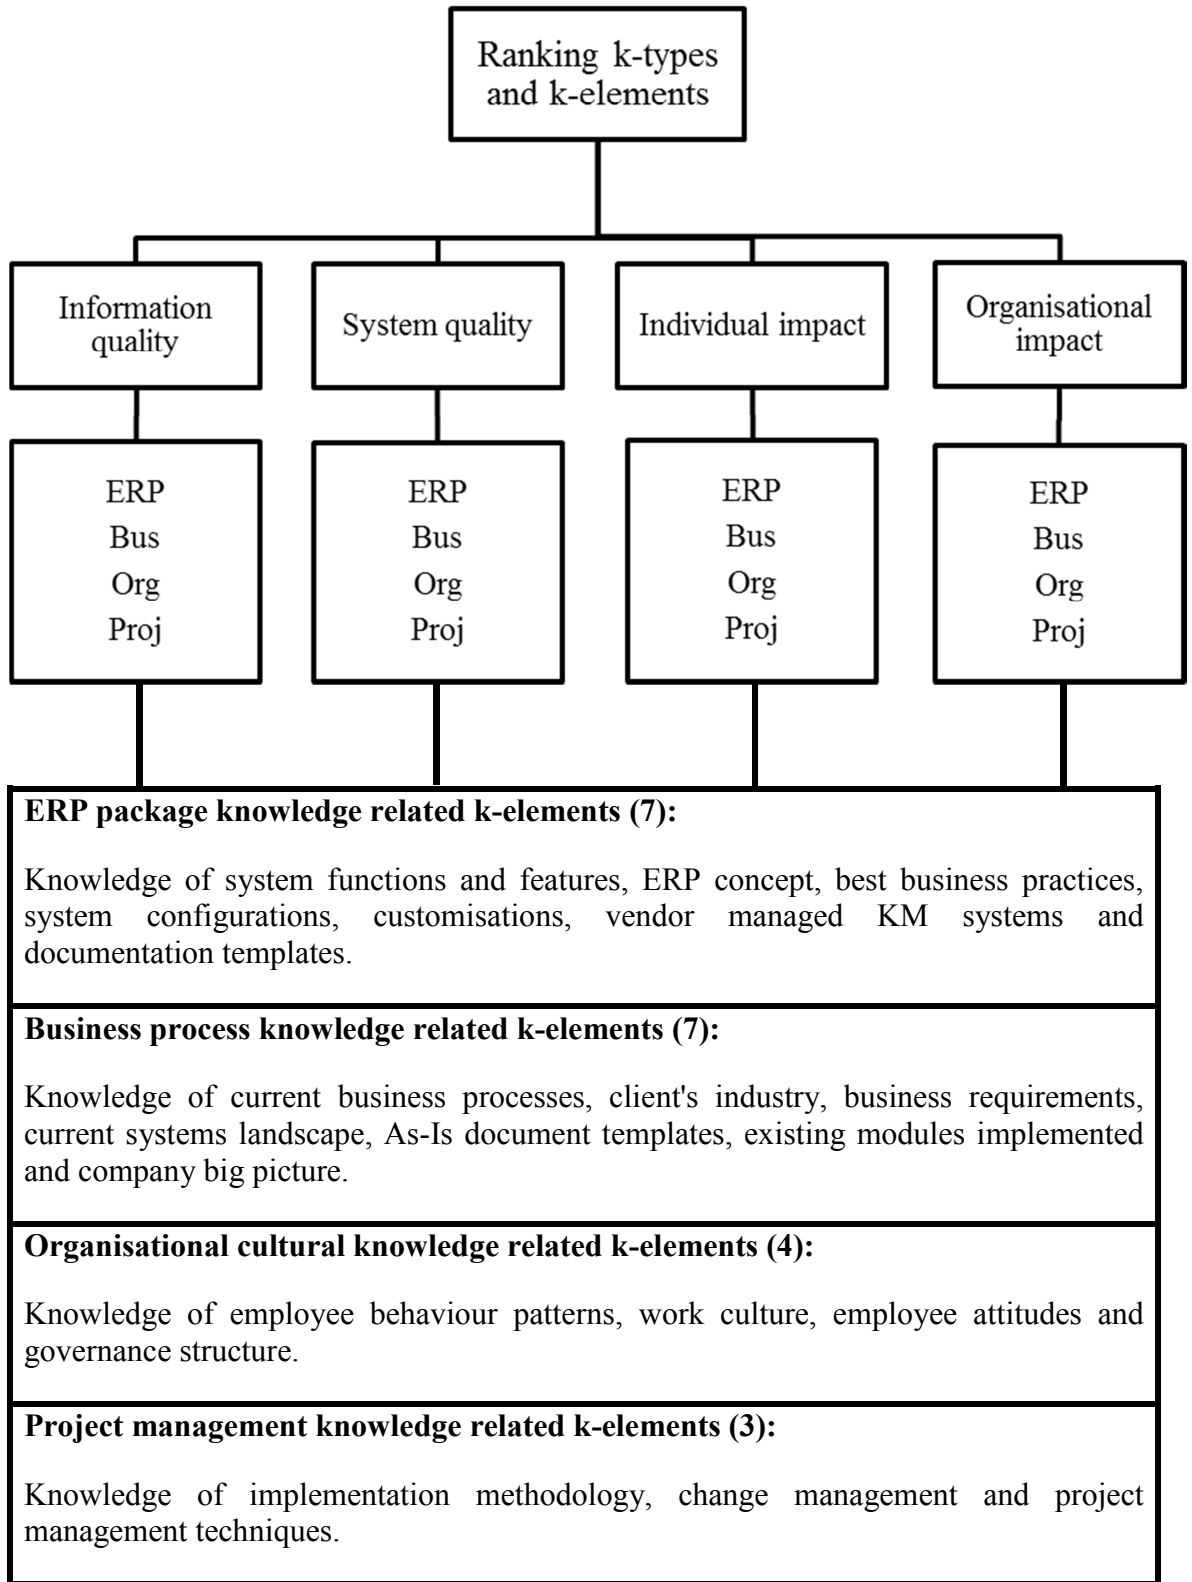 Ranking k-types
and k-elements
Information
quality
System quality
Individual impact
Organisational
impact
ERP
Bus
Org
Proj
ERP
Bus
Org
Proj
ERP
Bus
Org
Proj
ERP
Bus
Org
Proj
ERP package knowledge related k-elements (7):
Knowledge of system functions and features, ERP concept, best business practices,
system configurations, customisations, vendor managed KM systems and
documentation templates.
Business process knowledge related k-elements (7):
Knowledge of current business processes, client's industry, business requirements,
current systems landscape, As-Is document templates, existing modules implemented
and company big picture.
Organisational cultural knowledge related k-elements (4):
Knowledge of employee behaviour patterns, work culture, employee attitudes and
governance structure.
Project management knowledge related k-elements (3):
Knowledge of implementation methodology, change management and project
management techniques.